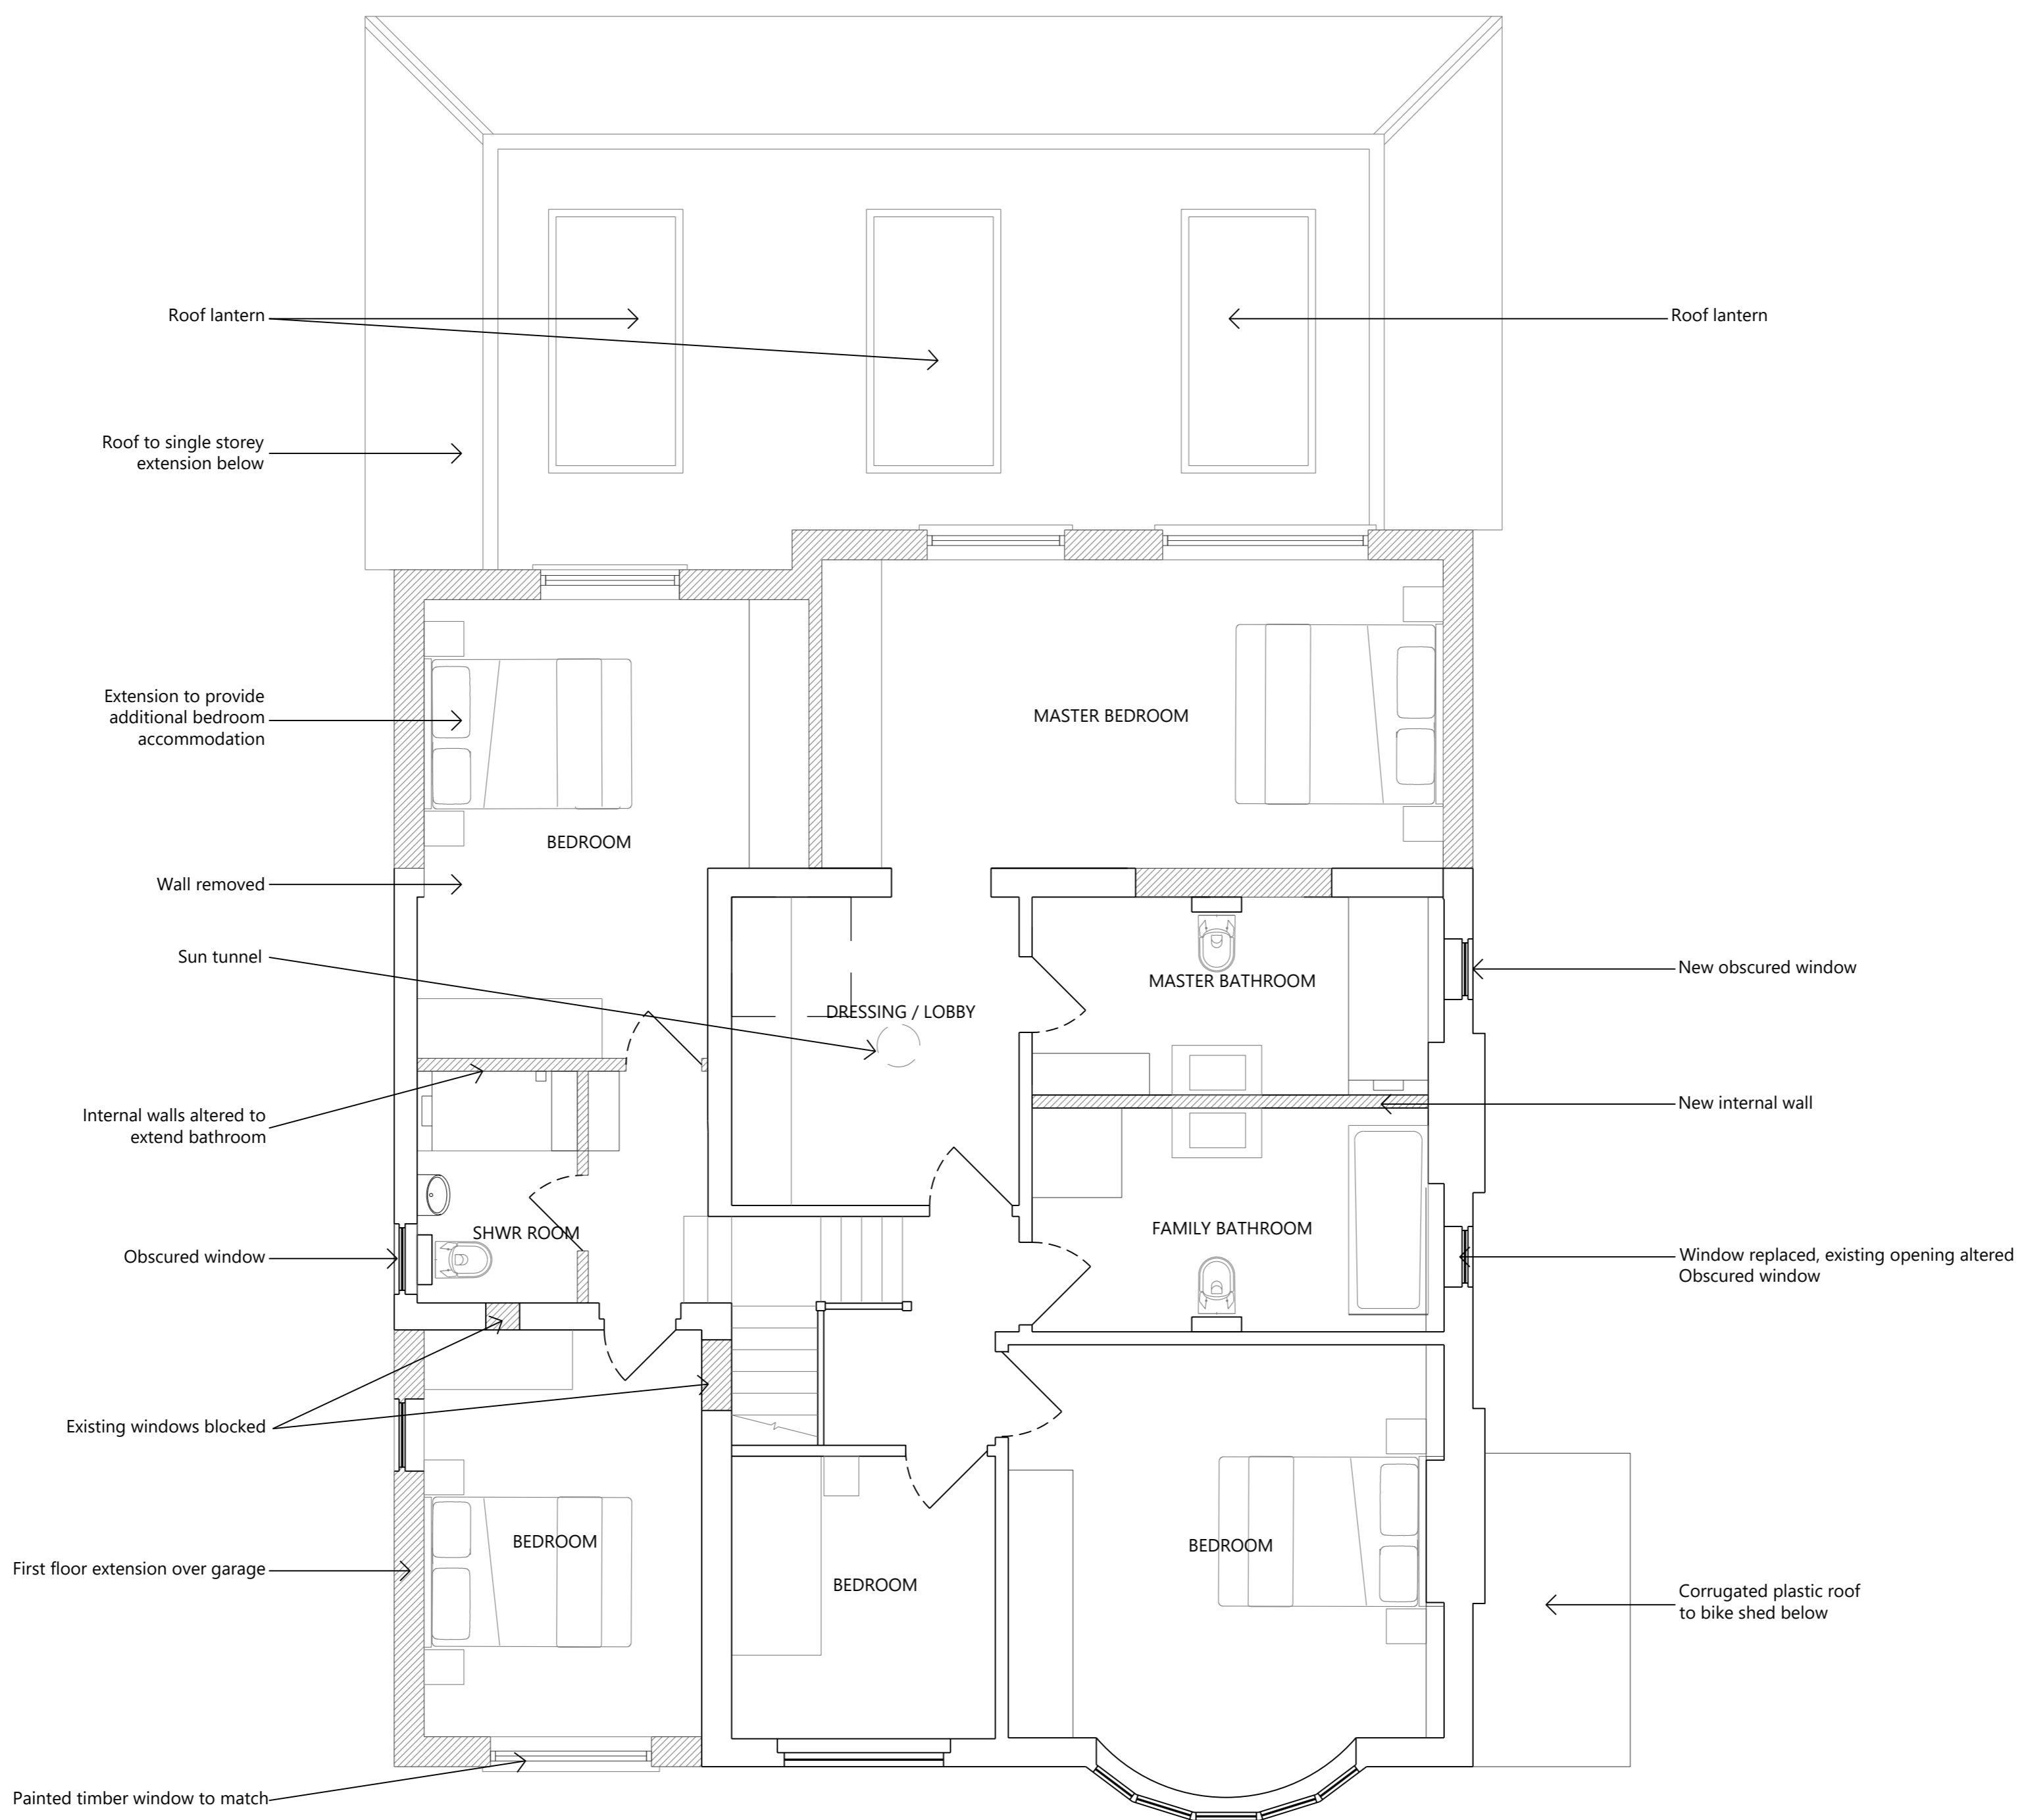 Roof lantern
Roof lantern
Roof to single storey
extension below
Extension to provide
additional bedroom
accommodation
MASTER BEDROOM
BEDROOM
Wall removed
Sun tunnel
New obscured window
MASTER BATHROOM
DRESSING / LOBBY
Internal walls altered to
extend bathroom
New internal wall
SHWR ROOM
FAMILY BATHROOM
Obscured window
Window replaced, existing opening altered
Obscured window
Existing windows blocked
BEDROOM
BEDROOM
BEDROOM
First floor extension over garage
Corrugated plastic roof
to bike shed below
Painted timber window to match